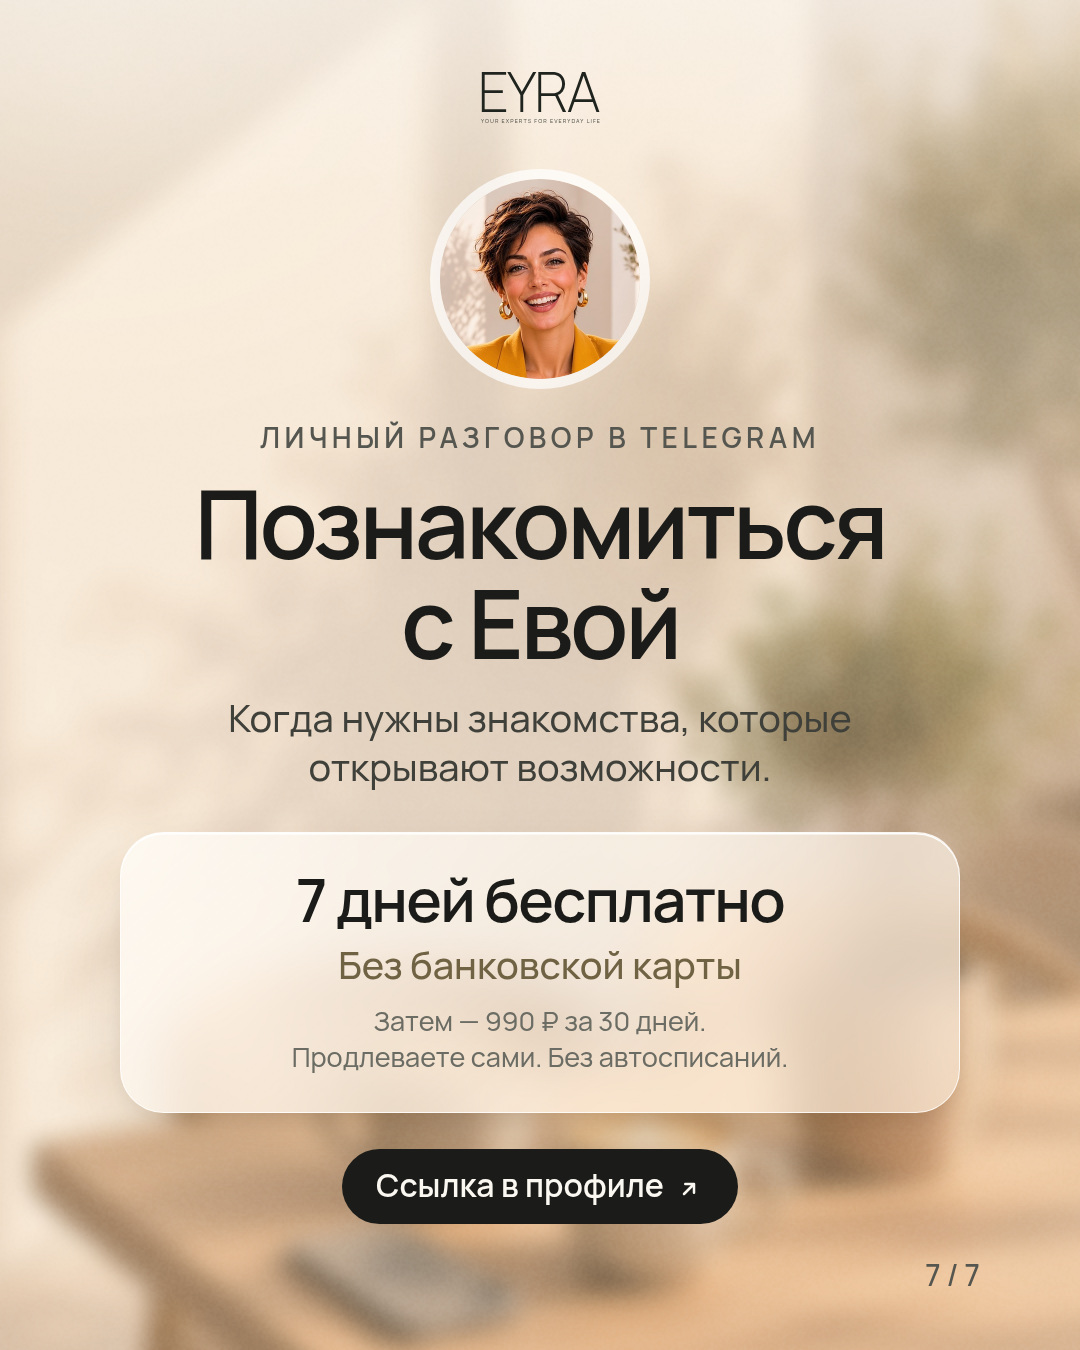 EYRA
YOUR EXPERTS FOR EVERYDAY LIFE
ЛИЧНЫЙ РАЗГОВОР В TELEGRAM
Познакомиться
с Евой
Когда нужны знакомства, которые
открывают возможности.
7 дней бесплатно
Без банковской карты
Затем — 990 ₽ за 30 дней.
Продлеваете сами. Без автосписаний.
Ссылка в профиле ↗
7 / 7